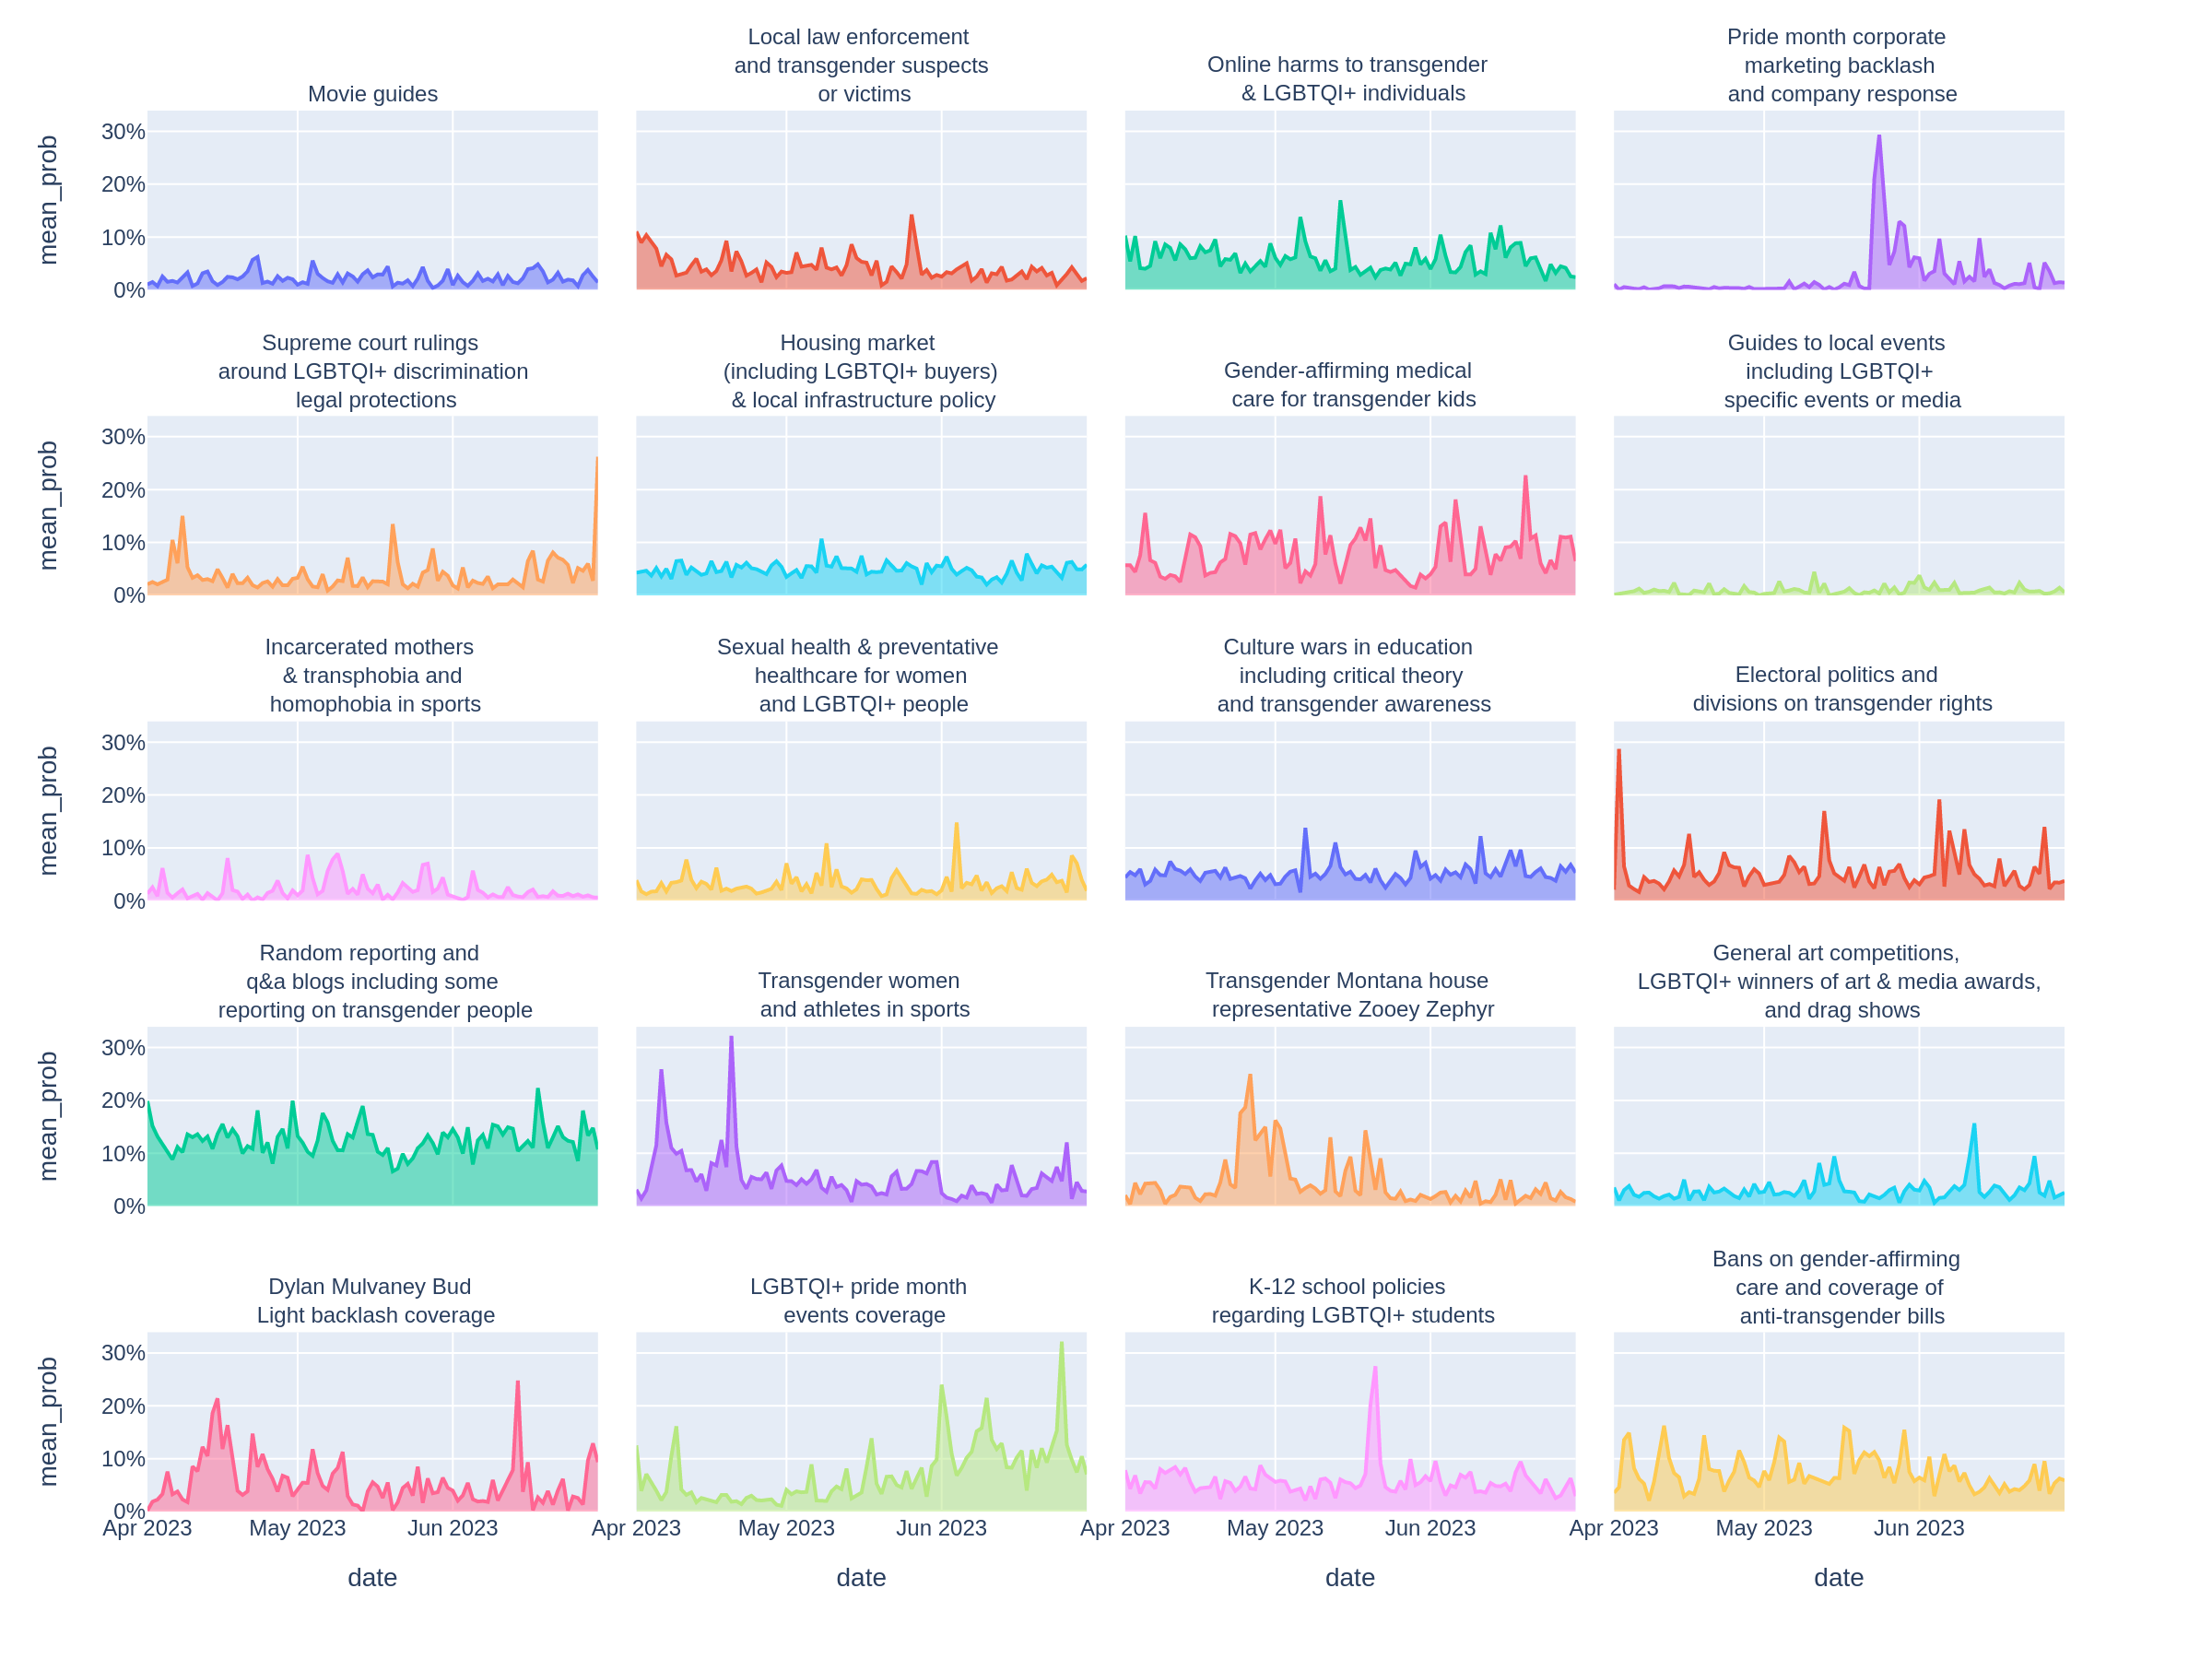 Movie guides
Local law enforcement
and transgender suspects
or victims
Online harms to transgender
& LGBTQI+ individuals
Pride month corporate
marketing backlash
and company response
mean_prob
30%
20%
10%
0%
Supreme court rulings
around LGBTQI+ discrimination
legal protections
Housing market
(including LGBTQI+ buyers)
& local infrastructure policy
Gender-affirming medical
care for transgender kids
Guides to local events
including LGBTQI+
specific events or media
mean_prob
30%
20%
10%
0%
Incarcerated mothers
& transphobia and
homophobia in sports
Sexual health & preventative
healthcare for women
and LGBTQI+ people
Culture wars in education
including critical theory
and transgender awareness
Electoral politics and
divisions on transgender rights
mean_prob
30%
20%
10%
0%
Random reporting and
q&a blogs including some
reporting on transgender people
Transgender women
and athletes in sports
Transgender Montana house
representative Zooey Zephyr
General art competitions,
LGBTQI+ winners of art & media awards,
and drag shows
mean_prob
30%
20%
10%
0%
Dylan Mulvaney Bud
Light backlash coverage
LGBTQI+ pride month
events coverage
K-12 school policies
regarding LGBTQI+ students
Bans on gender-affirming
care and coverage of
anti-transgender bills
mean_prob
30%
20%
10%
0%
Apr 2023 May 2023 Jun 2023 Apr 2023 May 2023 Jun 2023 Apr 2023 May 2023 Jun 2023 Apr 2023 May 2023 Jun 2023
date date date date